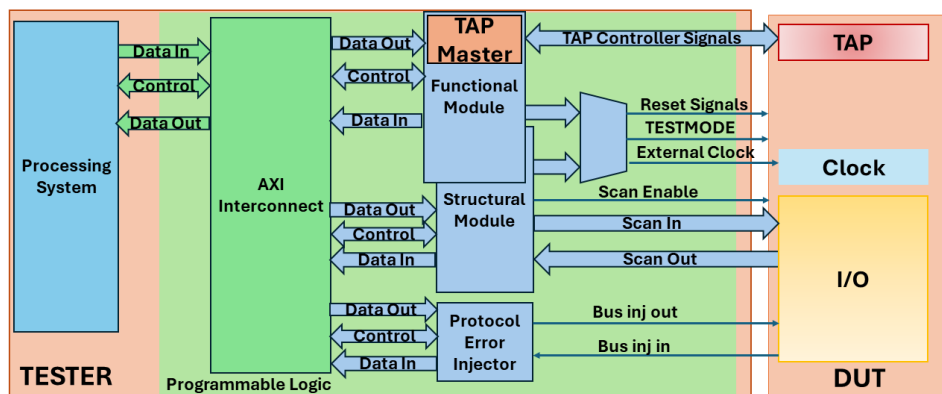 Processing
System
TESTER
Data In
Control
Data Out
AXI
Interconnect
Programmable Logic
Data Out
Control
Data In
TAP
Master
Functional
Module
Data Out
Control
Data In
Structural
Module
Data Out
Control
Data In
Protocol
Error
Injector
TAP Controller Signals
Reset Signals
TESTMODE
External Clock
Scan Enable
Scan In
Scan Out
Bus inj out
Bus inj in
TAP
Clock
I/O
DUT